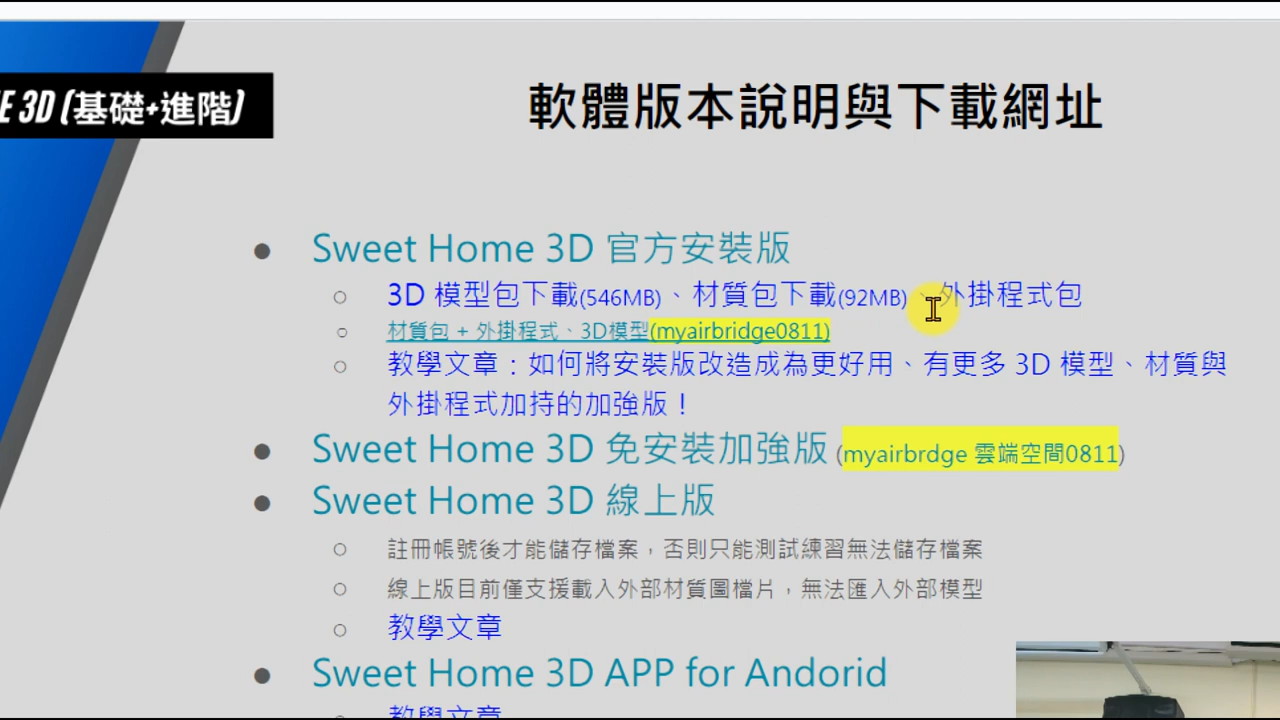 E 3D (基礎+進階)
軟體版本說明與下載網址
● Sweet Home 3D 官方安裝版
○ 3D 模型包下載(546MB)、材質包下載(92MB)、外掛程式包
○ 材質包 + 外掛程式、3D模型(myairbridge0811)
○ 教學文章：如何將安裝版改造成為更好用、有更多 3D 模型、材質與
外掛程式加持的加強版！
● Sweet Home 3D 免安裝加強版 (myairbrdge 雲端空間0811)
● Sweet Home 3D 線上版
○ 註冊帳號後才能儲存檔案，否則只能測試練習無法儲存檔案
○ 線上版目前僅支援載入外部材質圖檔片，無法匯入外部模型
○ 教學文章
● Sweet Home 3D APP for Andorid
○ 教學文章